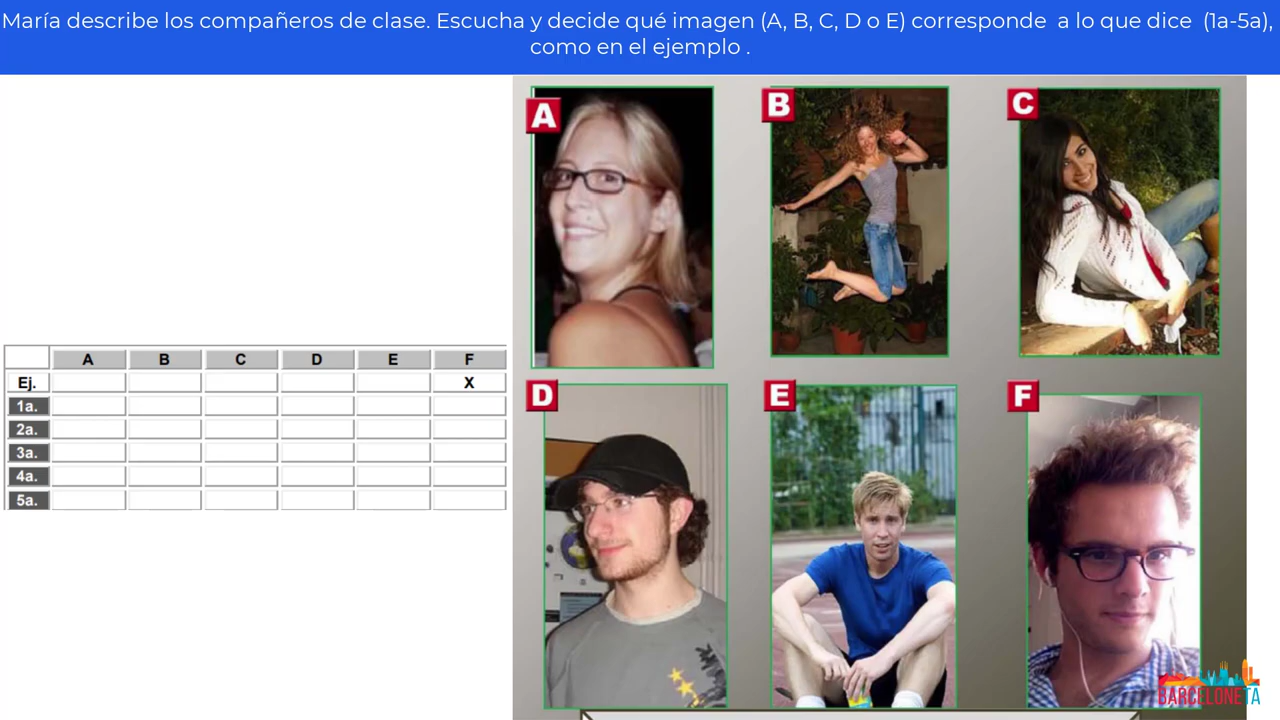 María describe los compañeros de clase. Escucha y decide qué imagen (A, B, C, D o E) corresponde  a lo que dice  (1a-5a),
como en el ejemplo .
A
B
C
A B C D E F
Ej. X
1a.
2a.
3a.
4a.
5a.
D
E
F
BARCELONETA